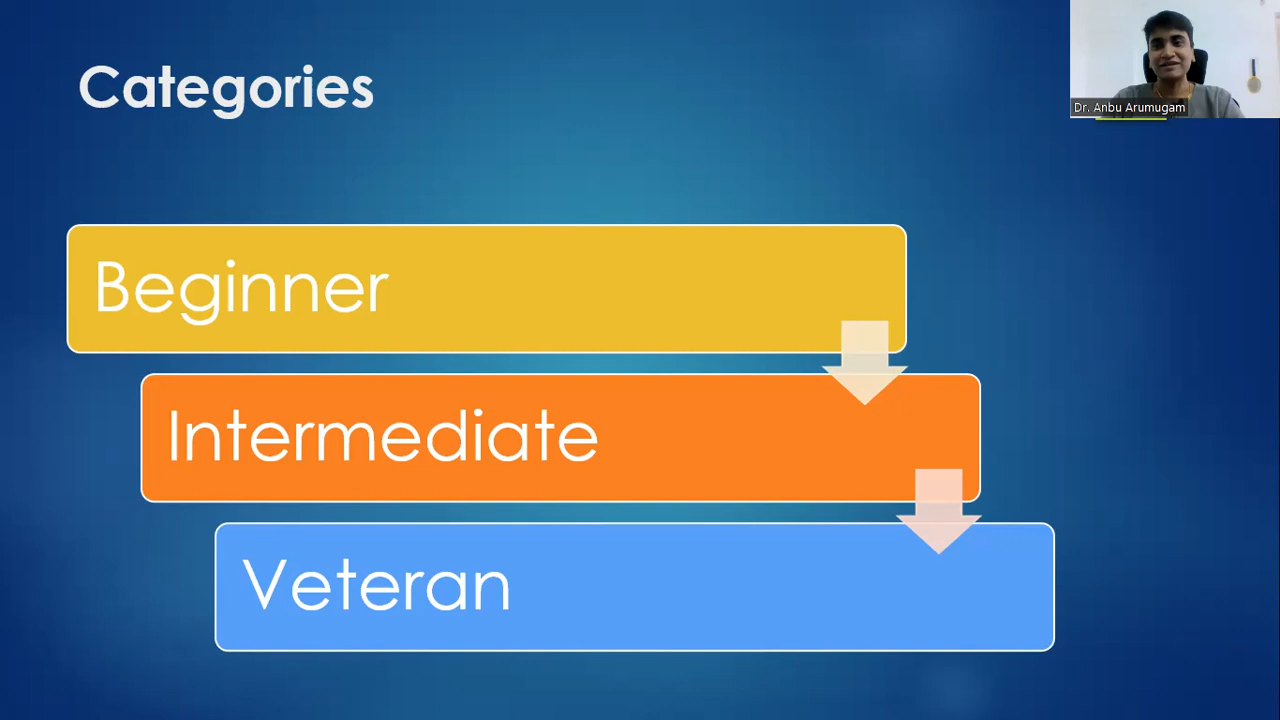 Categories
Dr. Anbu Arumugam
Beginner
Intermediate
Veteran